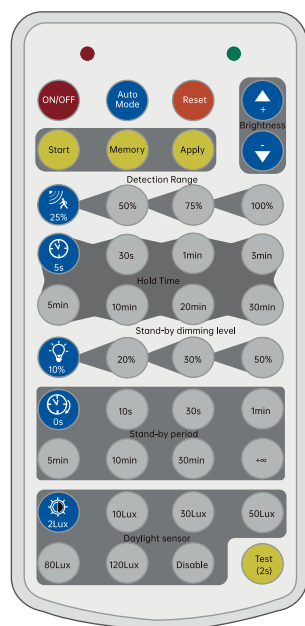 ON/OFF
Auto
Mode
Reset
+
Brightness
-
Start
Memory
Apply
Detection Range
25%
50%
75%
100%
5s
30s
1min
3min
Hold Time
5min
10min
20min
30min
Stand-by dimming level
10%
20%
30%
50%
0s
10s
30s
1min
Stand-by period
5min
10min
30min
+∞
2Lux
10Lux
30Lux
50Lux
Daylight sensor
80Lux
120Lux
Disable
Test
(2s)